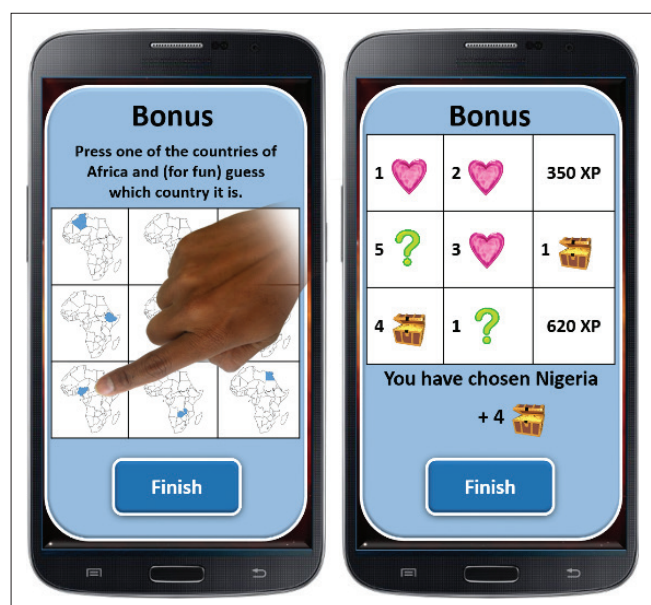 Bonus
Press one of the countries of
Africa and (for fun) guess
which country it is.
Finish
Bonus
1
2
350 XP
5 ?
3
1
4
1 ?
620 XP
You have chosen Nigeria
+ 4
Finish